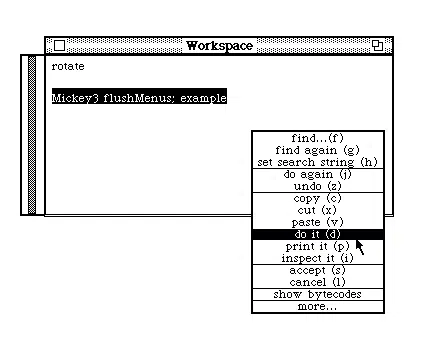 Workspace
rotate
Mickey3 flushMenus; example
find...(f)
find again (g)
set search string (h)
do again (j)
undo (z)
copy (c)
cut (x)
paste (v)
do it (d)
print it (p)
inspect it (i)
accept (s)
cancel (l)
show bytecodes
more...